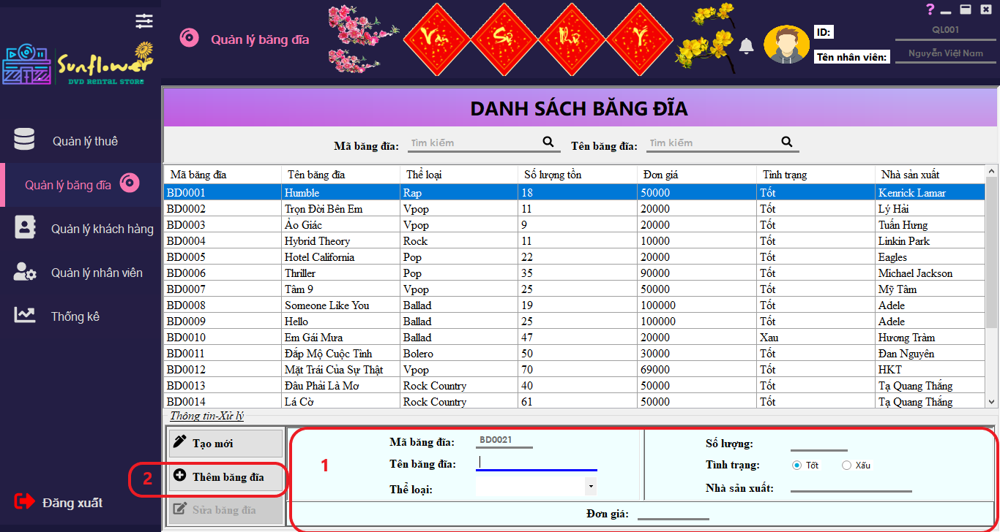 Sunflower
DVD RENTAL STORE
Quản lý thuê
Quản lý băng đĩa
Quản lý khách hàng
Quản lý nhân viên
Thống kê
Đăng xuất
Quản lý băng đĩa
Vạn Sự Như Ý
?
ID: QL001
Tên nhân viên: Nguyễn Việt Nam
DANH SÁCH BĂNG ĐĨA
Mã băng đĩa: Tìm kiếm Tên băng đĩa: Tìm kiếm
Mã băng đĩa Tên băng đĩa Thể loại Số lượng tồn Đơn giá Tình trạng Nhà sản xuất
BD0001 Humble Rap 18 50000 Tốt Kenrick Lamar
BD0002 Trọn Đời Bên Em Vpop 11 20000 Tốt Lý Hải
BD0003 Ảo Giác Vpop 9 20000 Tốt Tuấn Hưng
BD0004 Hybrid Theory Rock 11 10000 Tốt Linkin Park
BD0005 Hotel California Pop 22 20000 Tốt Eagles
BD0006 Thriller Pop 35 90000 Tốt Michael Jackson
BD0007 Tâm 9 Vpop 25 50000 Tốt Mỹ Tâm
BD0008 Someone Like You Ballad 19 100000 Tốt Adele
BD0009 Hello Ballad 25 100000 Tốt Adele
BD0010 Em Gái Mưa Ballad 47 20000 Xau Hương Tràm
BD0011 Đắp Mộ Cuộc Tình Bolero 50 30000 Tốt Đan Nguyên
BD0012 Mặt Trái Của Sự Thật Vpop 70 69000 Tốt HKT
BD0013 Đâu Phải Là Mơ Rock Country 40 50000 Tốt Tạ Quang Thắng
BD0014 Lá Cờ Rock Country 61 50000 Tốt Tạ Quang Thắng
Thông tin-Xử lý
Tạo mới
2 Thêm băng đĩa
Sửa băng đĩa
1
Mã băng đĩa: BD0021
Tên băng đĩa:
Thể loại:
Số lượng:
Tình trạng: Tốt Xấu
Nhà sản xuất:
Đơn giá: